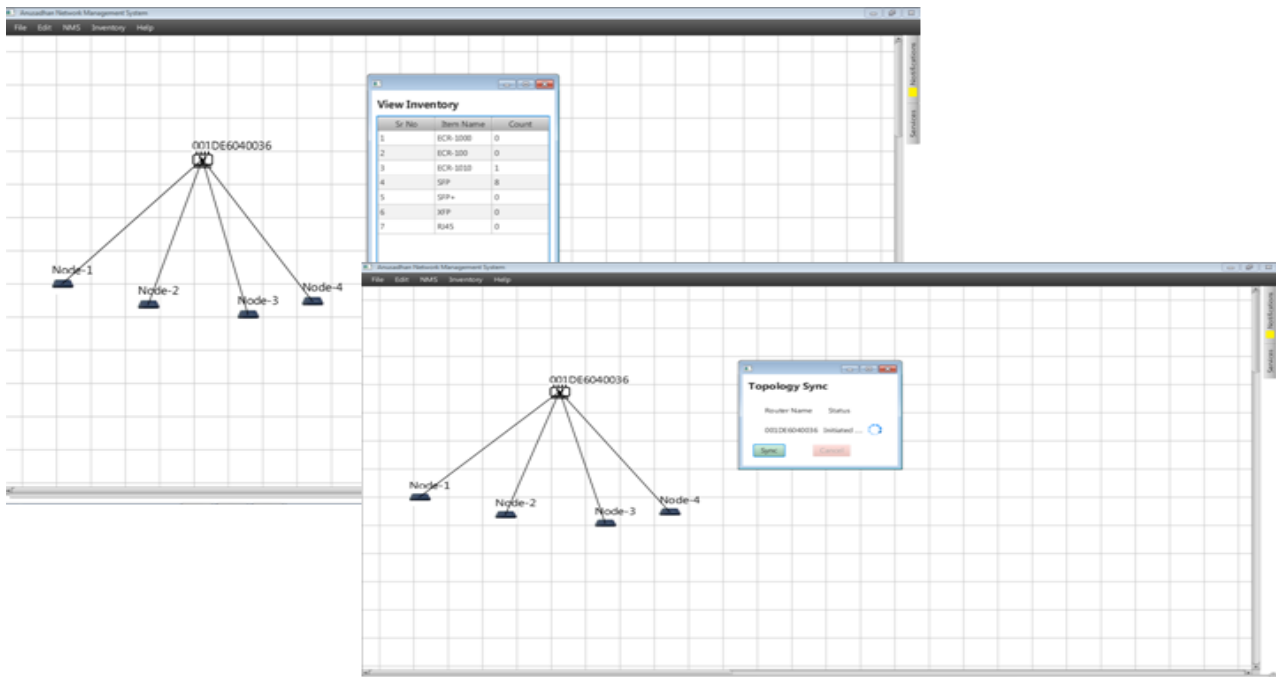 Anusadhan Network Management System
File Edit NMS Inventory Help
Notifications
Services
001DE6040036
Node-1
Node-2
Node-3
Node-4
View Inventory
Sr No Item Name Count
1 ECR-1000 0
2 ECR-100 0
3 ECR-1010 1
4 SFP 8
5 SFP+ 0
6 XFP 0
7 RJ45 0
Anusadhan Network Management System
File Edit NMS Inventory Help
Notifications
Services
001DE6040036
Node-1
Node-2
Node-3
Node-4
Topology Sync
Router Name Status
001DE6040036 Initiated ...
Sync Cancel